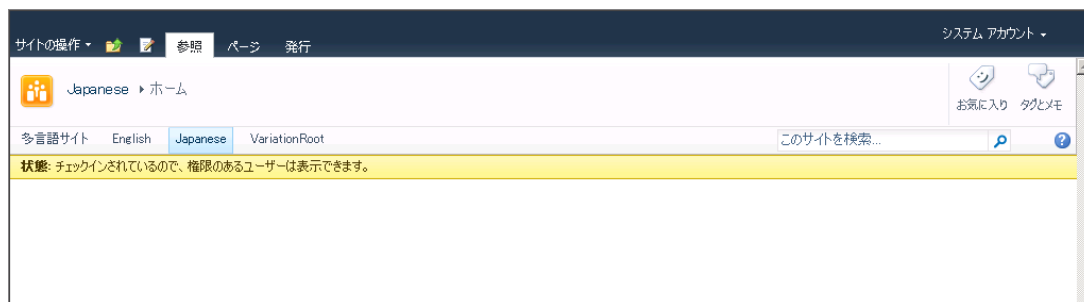 システム アカウント
サイトの操作 参照 ページ 発行
Japanese ホーム
お気に入り タグとメモ
多言語サイト English Japanese VariationRoot このサイトを検索...
状態: チェックインされているので、権限のあるユーザーは表示できます。